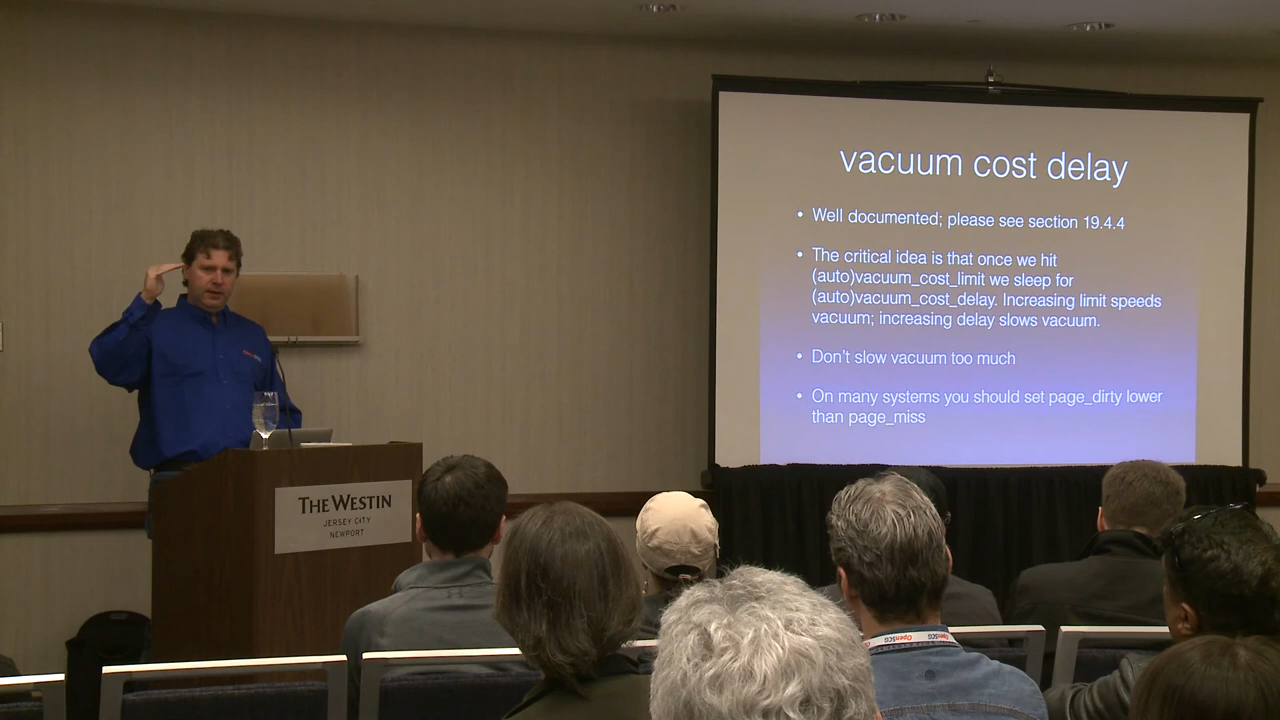 vacuum cost delay
• Well documented; please see section 19.4.4
• The critical idea is that once we hit
(auto)vacuum_cost_limit we sleep for
(auto)vacuum_cost_delay. Increasing limit speeds
vacuum; increasing delay slows vacuum.
• Don't slow vacuum too much
• On many systems you should set page_dirty lower
than page_miss
THE WESTIN
JERSEY CITY
NEWPORT
OpenSCG